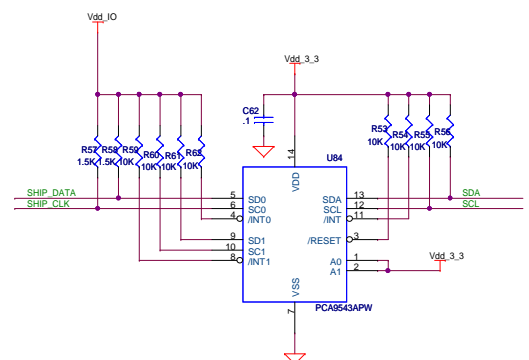 Vdd_IO
Vdd_3_3
C62
.1
R57 R58 R59 R60 R61 R62
1.5K 1.5K 10K 10K 10K 10K
R53 R54 R55 R56
10K 10K 10K 10K
U84
14
VDD
SHIP_DATA 5 SD0 SDA 13 SDA
SHIP_CLK 6 SC0 SCL 12 SCL
4 /INT0 /INT 11
9 SD1 /RESET 3
10 SC1
8 /INT1 A0 1 Vdd_3_3
A1 2
VSS
7
PCA9543APW